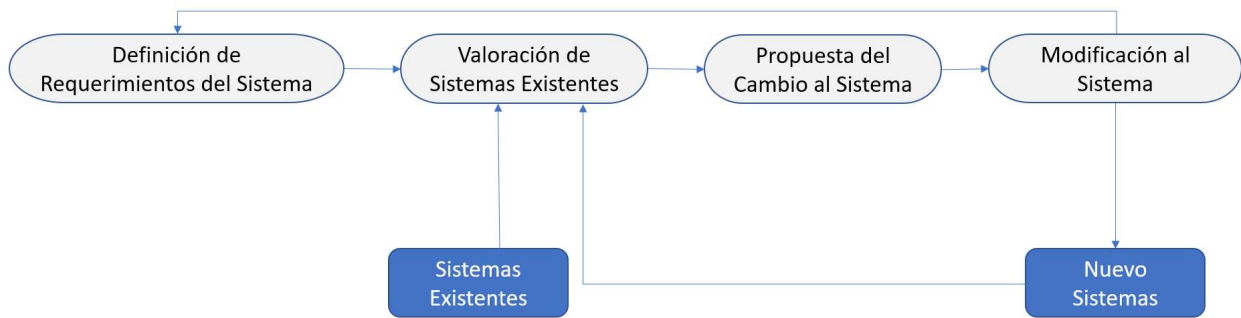 Definición de
Requerimientos del Sistema
Valoración de
Sistemas Existentes
Propuesta del
Cambio al Sistema
Modificación al
Sistema
Sistemas
Existentes
Nuevo
Sistemas